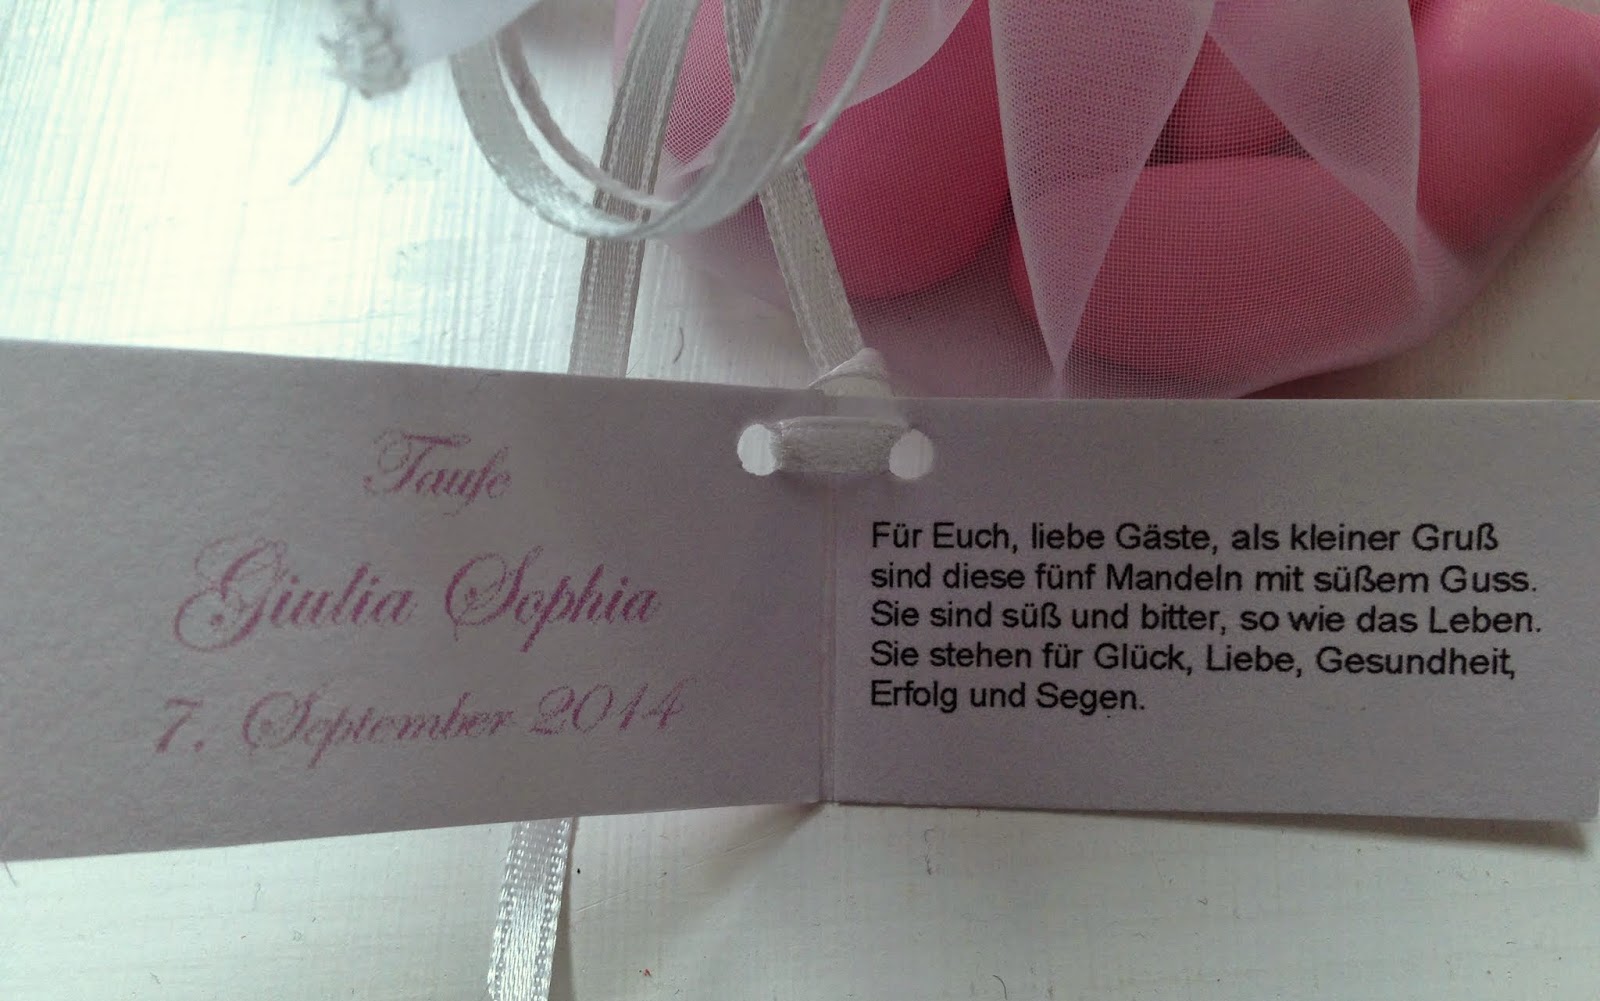 Taufe
Giulia Sophia
7. September 2014
Für Euch, liebe Gäste, als kleiner Gruß
sind diese fünf Mandeln mit süßem Guss.
Sie sind süß und bitter, so wie das Leben.
Sie stehen für Glück, Liebe, Gesundheit,
Erfolg und Segen.